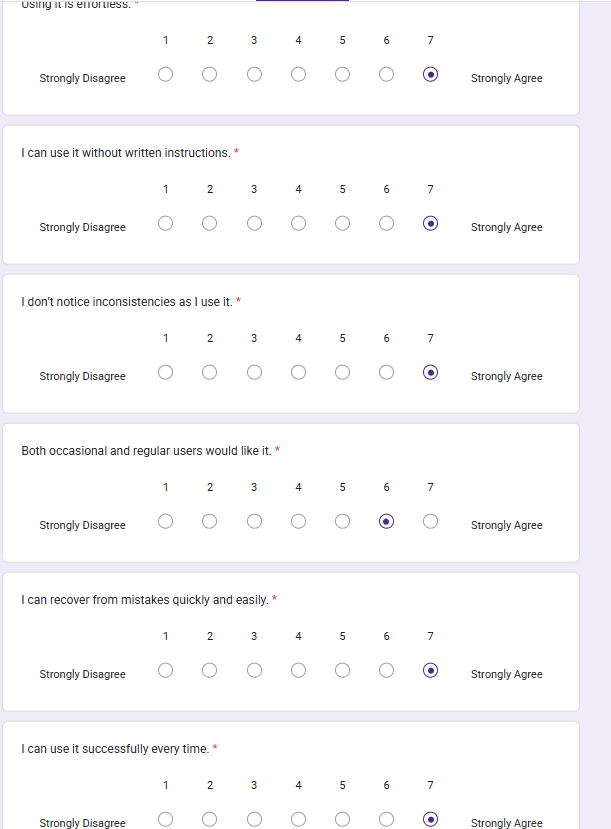 Using it is effortless. *
1 2 3 4 5 6 7
Strongly Disagree Strongly Agree
I can use it without written instructions. *
1 2 3 4 5 6 7
Strongly Disagree Strongly Agree
I don't notice inconsistencies as I use it. *
1 2 3 4 5 6 7
Strongly Disagree Strongly Agree
Both occasional and regular users would like it. *
1 2 3 4 5 6 7
Strongly Disagree Strongly Agree
I can recover from mistakes quickly and easily. *
1 2 3 4 5 6 7
Strongly Disagree Strongly Agree
I can use it successfully every time. *
1 2 3 4 5 6 7
Strongly Disagree Strongly Agree